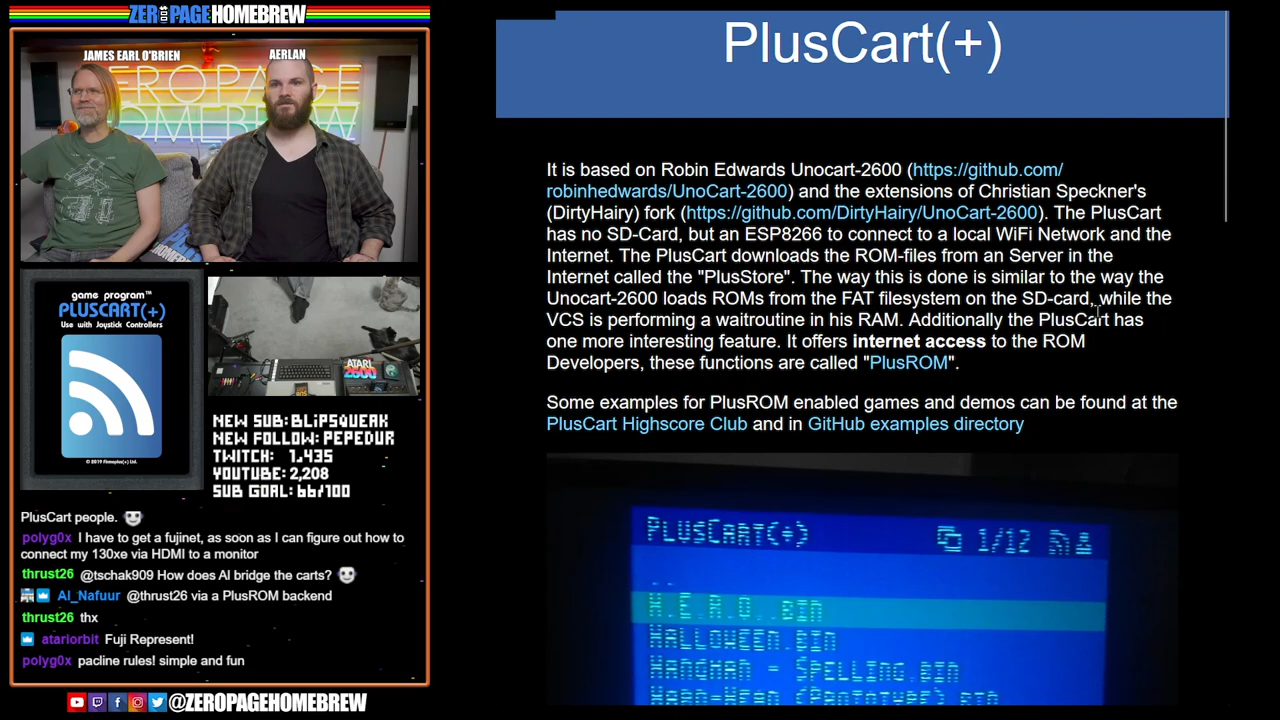 ZEROPAGE HOMEBREW
JAMES EARL O'BRIEN
AERLAN
ZEROPAGE
HOMEBREW
game program™
PLUSCART(+)
Use with Joystick Controllers
ATARI
2600
NEW SUB: BLIPSQUEAK
NEW FOLLOW: PEPEDUR
TWITCH: 1,435
YOUTUBE: 2,208
SUB GOAL: 66/100
PlusCart people.
polyg0x I have to get a fujinet, as soon as I can figure out how to
connect my 130xe via HDMI to a monitor
thrust26 @tschak909 How does Al bridge the carts?
Al_Nafuur @thrust26 via a PlusROM backend
thrust26 thx
atariorbit Fuji Represent!
polyg0x pacline rules! simple and fun
@ZEROPAGEHOMEBREW
PlusCart(+)
It is based on Robin Edwards Unocart-2600 (https://github.com/
robinhedwards/UnoCart-2600) and the extensions of Christian Speckner's
(DirtyHairy) fork (https://github.com/DirtyHairy/UnoCart-2600). The PlusCart
has no SD-Card, but an ESP8266 to connect to a local WiFi Network and the
Internet. The PlusCart downloads the ROM-files from an Server in the
Internet called the "PlusStore". The way this is done is similar to the way the
Unocart-2600 loads ROMs from the FAT filesystem on the SD-card, while the
VCS is performing a waitroutine in his RAM. Additionally the PlusCart has
one more interesting feature. It offers internet access to the ROM
Developers, these functions are called "PlusROM".
Some examples for PlusROM enabled games and demos can be found at the
PlusCart Highscore Club and in GitHub examples directory
PLUSCART(+) 1/12
..
H.E.R.O..BIN
HALLOWEEN.BIN
HANGMAN - SPELLING.BIN
HARD-HEAD (PROTOTYPE).BIN